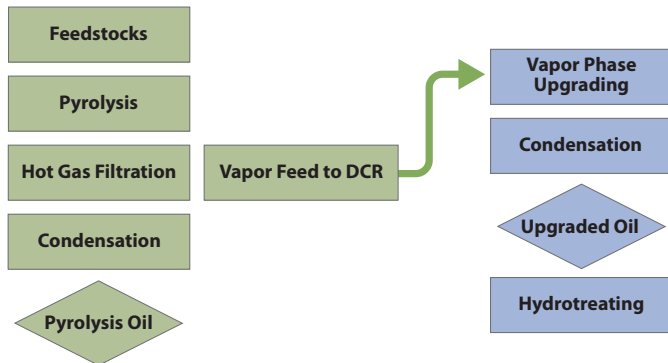 Feedstocks
Pyrolysis
Hot Gas Filtration
Condensation
Pyrolysis Oil
Vapor Feed to DCR
Vapor Phase
Upgrading
Condensation
Upgraded Oil
Hydrotreating